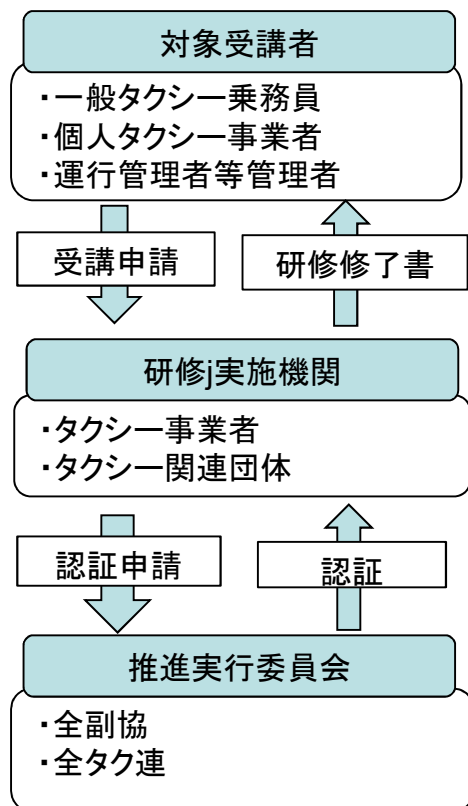 対象受講者
・一般タクシー乗務員
・個人タクシー事業者
・運行管理者等管理者
受講申請
研修修了書
研修j実施機関
・タクシー事業者
・タクシー関連団体
認証申請
認証
推進実行委員会
・全副協
・全タク連